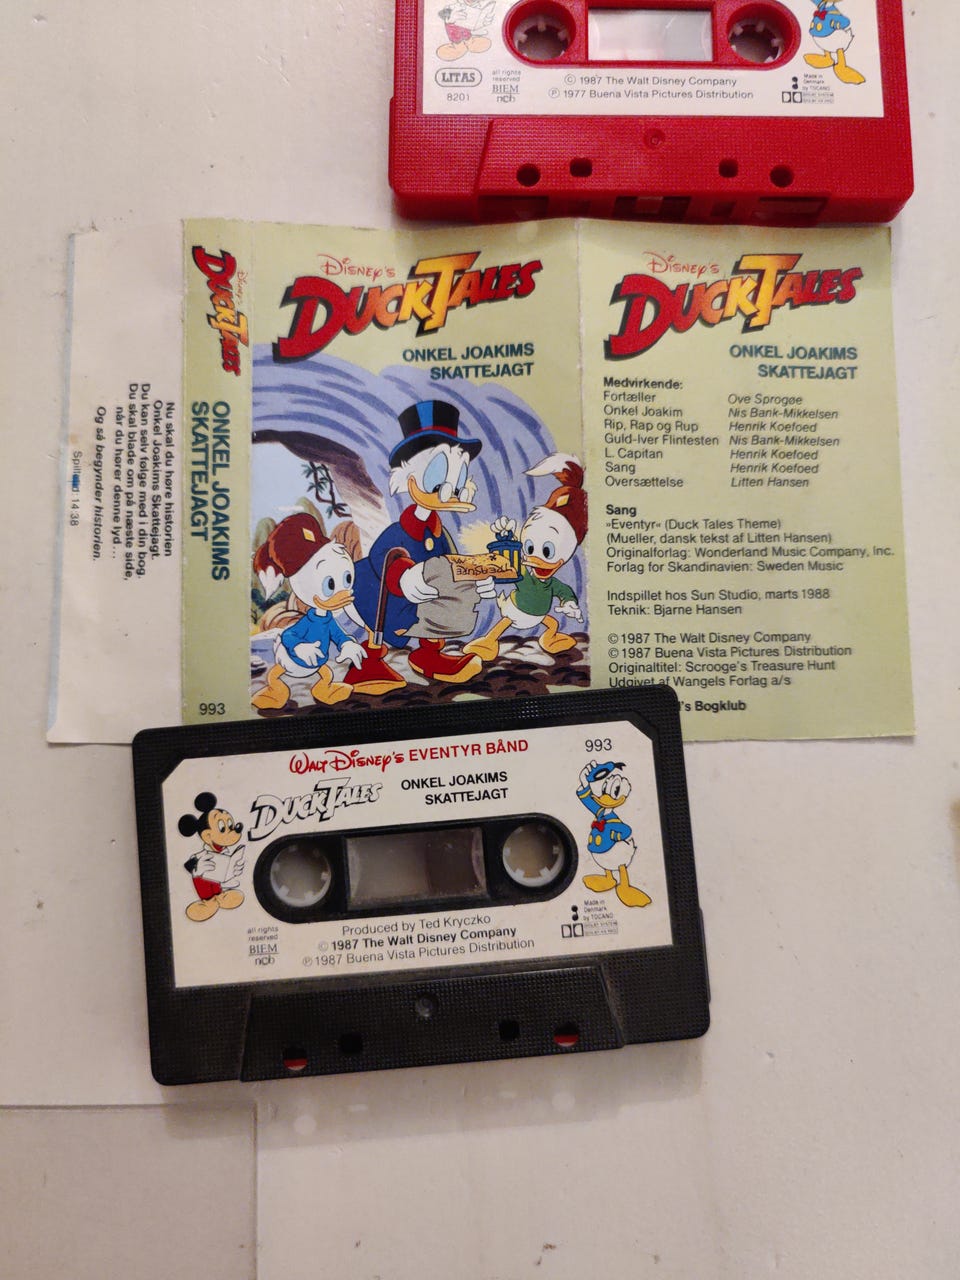 LITAS
8201
all rights
reserved
BIEM
ncb
© 1987 The Walt Disney Company
℗ 1977 Buena Vista Pictures Distribution
Made in
Denmark
by TOCANO
DOLBY SYSTEM
Nu skal du høre historien
Onkel Joakims Skattejagt.
Du kan selv følge med i din bog.
Du skal blade om på næste side,
når du hører denne lyd ...
Og så begynder historien.
Spilletid: 14.38
Disney's
DUCKTALES
ONKEL JOAKIMS
SKATTEJAGT
993
Disney's
DUCKTALES
ONKEL JOAKIMS
SKATTEJAGT
TREASURE
Disney's
DUCKTALES
ONKEL JOAKIMS
SKATTEJAGT
Medvirkende:
Fortæller Ove Sprogøe
Onkel Joakim Nis Bank-Mikkelsen
Rip, Rap og Rup Henrik Koefoed
Guld-Iver Flintesten Nis Bank-Mikkelsen
L. Capitan Henrik Koefoed
Sang Henrik Koefoed
Oversættelse Litten Hansen
Sang
»Eventyr« (Duck Tales Theme)
(Mueller, dansk tekst af Litten Hansen)
Originalforlag: Wonderland Music Company, Inc.
Forlag for Skandinavien: Sweden Music
Indspillet hos Sun Studio, marts 1988
Teknik: Bjarne Hansen
© 1987 The Walt Disney Company
℗ 1987 Buena Vista Pictures Distribution
Originaltitel: Scrooge's Treasure Hunt
Udgivet af Wangels Forlag a/s
's Bogklub
Walt Disney's EVENTYR BÅND
993
DUCKTALES
ONKEL JOAKIMS
SKATTEJAGT
Produced by Ted Kryczko
© 1987 The Walt Disney Company
℗ 1987 Buena Vista Pictures Distribution
all rights
reserved
BIEM
ncb
Made in
Denmark
by TOCANO
DOLBY SYSTEM